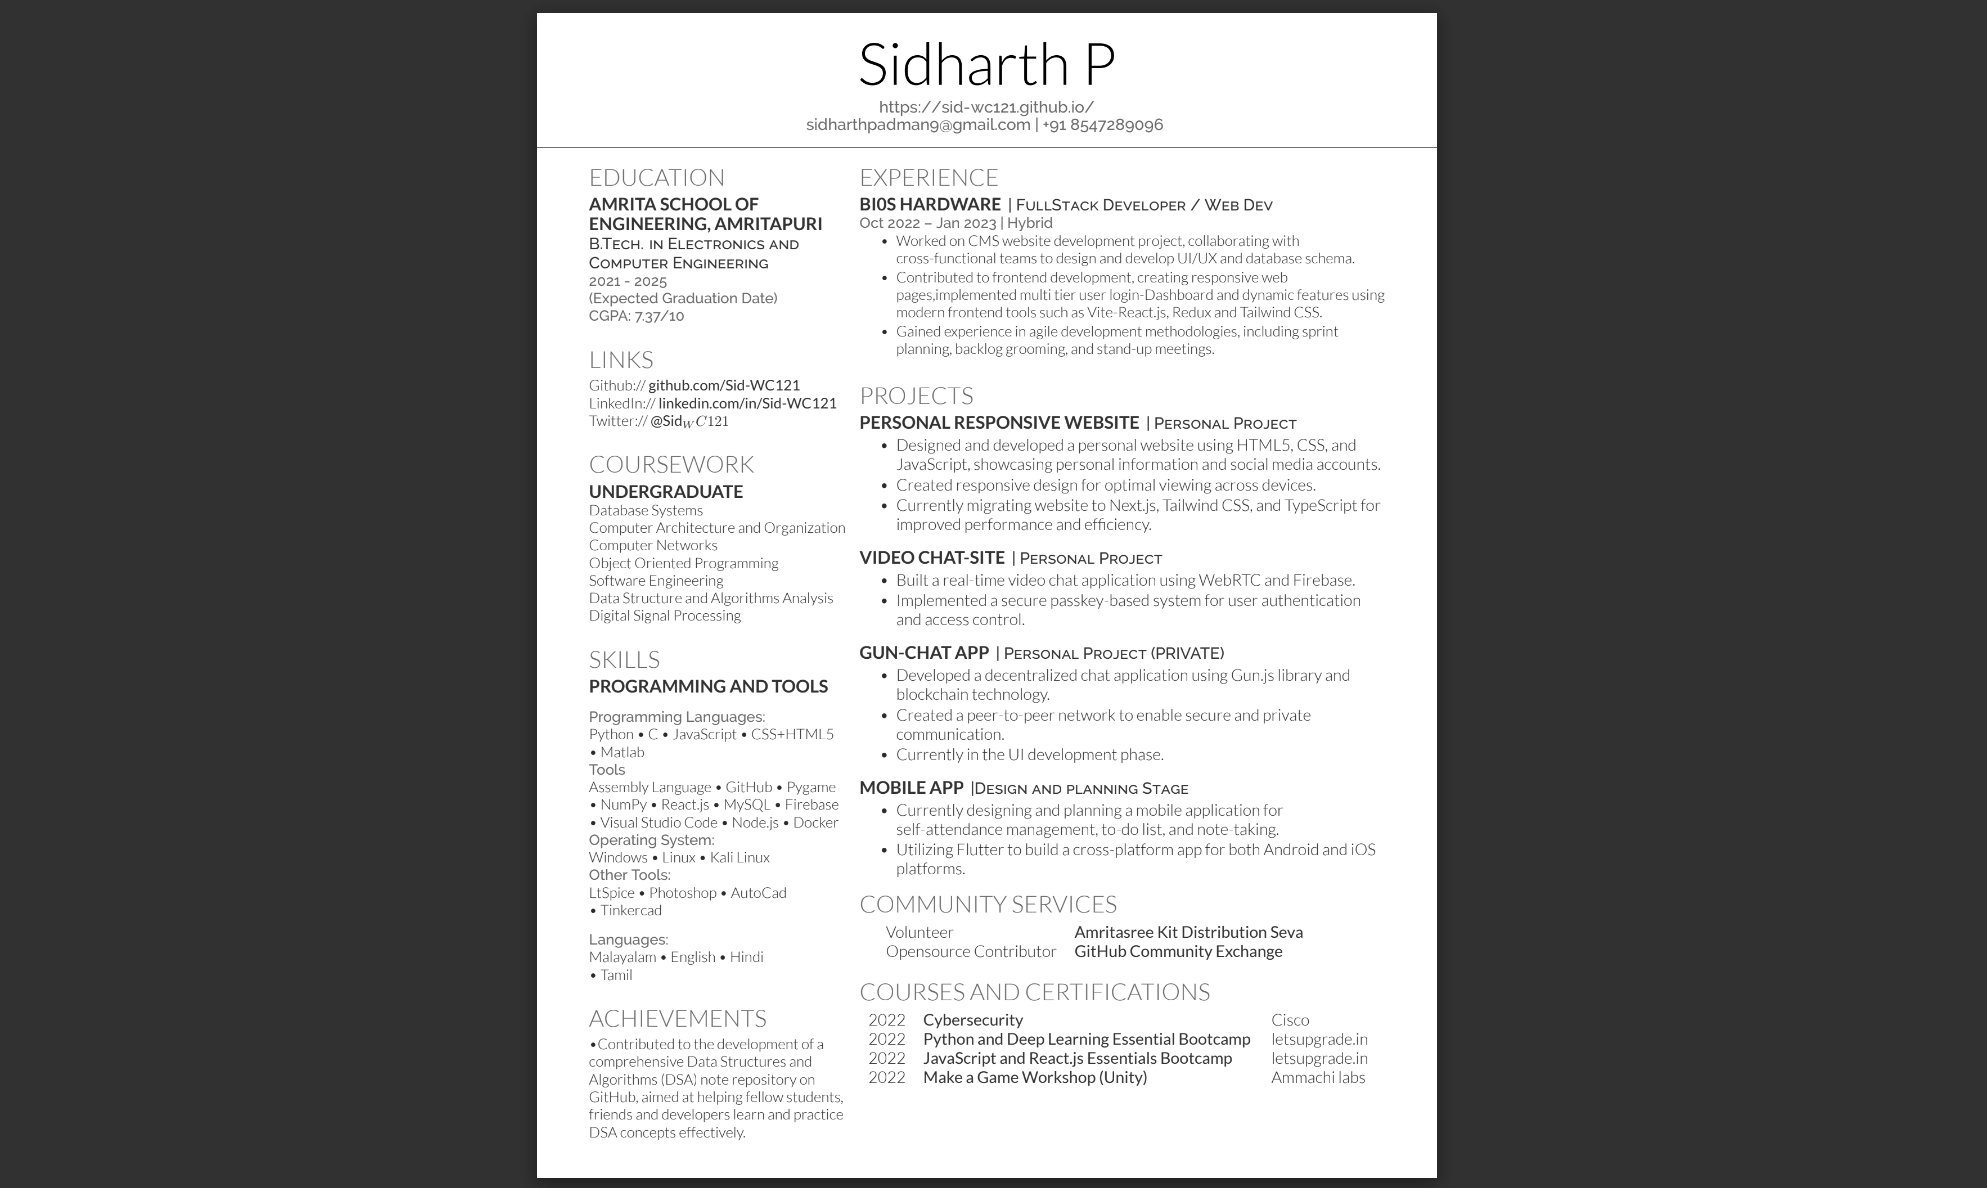 Sidharth P
https://sid-wc121.github.io/
sidharthpadman9@gmail.com | +91 8547289096
EDUCATION
AMRITA SCHOOL OF
ENGINEERING, AMRITAPURI
B.Tech. in Electronics and
Computer Engineering
2021 - 2025
(Expected Graduation Date)
CGPA: 7.37/10
LINKS
Github:// github.com/Sid-WC121
LinkedIn:// linkedin.com/in/Sid-WC121
Twitter:// @SidWC121
COURSEWORK
UNDERGRADUATE
Database Systems
Computer Architecture and Organization
Computer Networks
Object Oriented Programming
Software Engineering
Data Structure and Algorithms Analysis
Digital Signal Processing
SKILLS
PROGRAMMING AND TOOLS
Programming Languages:
Python • C • JavaScript • CSS+HTML5
• Matlab
Tools
Assembly Language • GitHub • Pygame
• NumPy • React.js • MySQL • Firebase
• Visual Studio Code • Node.js • Docker
Operating System:
Windows • Linux • Kali Linux
Other Tools:
LtSpice • Photoshop • AutoCad
• Tinkercad
Languages:
Malayalam • English • Hindi
• Tamil
ACHIEVEMENTS
•Contributed to the development of a
comprehensive Data Structures and
Algorithms (DSA) note repository on
GitHub, aimed at helping fellow students,
friends and developers learn and practice
DSA concepts effectively.
EXPERIENCE
BI0S HARDWARE | FullStack Developer / Web Dev
Oct 2022 – Jan 2023 | Hybrid
• Worked on CMS website development project, collaborating with
cross-functional teams to design and develop UI/UX and database schema.
• Contributed to frontend development, creating responsive web
pages,implemented multi tier user login-Dashboard and dynamic features using
modern frontend tools such as Vite-React.js, Redux and Tailwind CSS.
• Gained experience in agile development methodologies, including sprint
planning, backlog grooming, and stand-up meetings.
PROJECTS
PERSONAL RESPONSIVE WEBSITE | Personal Project
• Designed and developed a personal website using HTML5, CSS, and
JavaScript, showcasing personal information and social media accounts.
• Created responsive design for optimal viewing across devices.
• Currently migrating website to Next.js, Tailwind CSS, and TypeScript for
improved performance and efficiency.
VIDEO CHAT-SITE | Personal Project
• Built a real-time video chat application using WebRTC and Firebase.
• Implemented a secure passkey-based system for user authentication
and access control.
GUN-CHAT APP | Personal Project (PRIVATE)
• Developed a decentralized chat application using Gun.js library and
blockchain technology.
• Created a peer-to-peer network to enable secure and private
communication.
• Currently in the UI development phase.
MOBILE APP |Design and planning Stage
• Currently designing and planning a mobile application for
self-attendance management, to-do list, and note-taking.
• Utilizing Flutter to build a cross-platform app for both Android and iOS
platforms.
COMMUNITY SERVICES
Volunteer Amritasree Kit Distribution Seva
Opensource Contributor GitHub Community Exchange
COURSES AND CERTIFICATIONS
2022 Cybersecurity Cisco
2022 Python and Deep Learning Essential Bootcamp letsupgrade.in
2022 JavaScript and React.js Essentials Bootcamp letsupgrade.in
2022 Make a Game Workshop (Unity) Ammachi labs